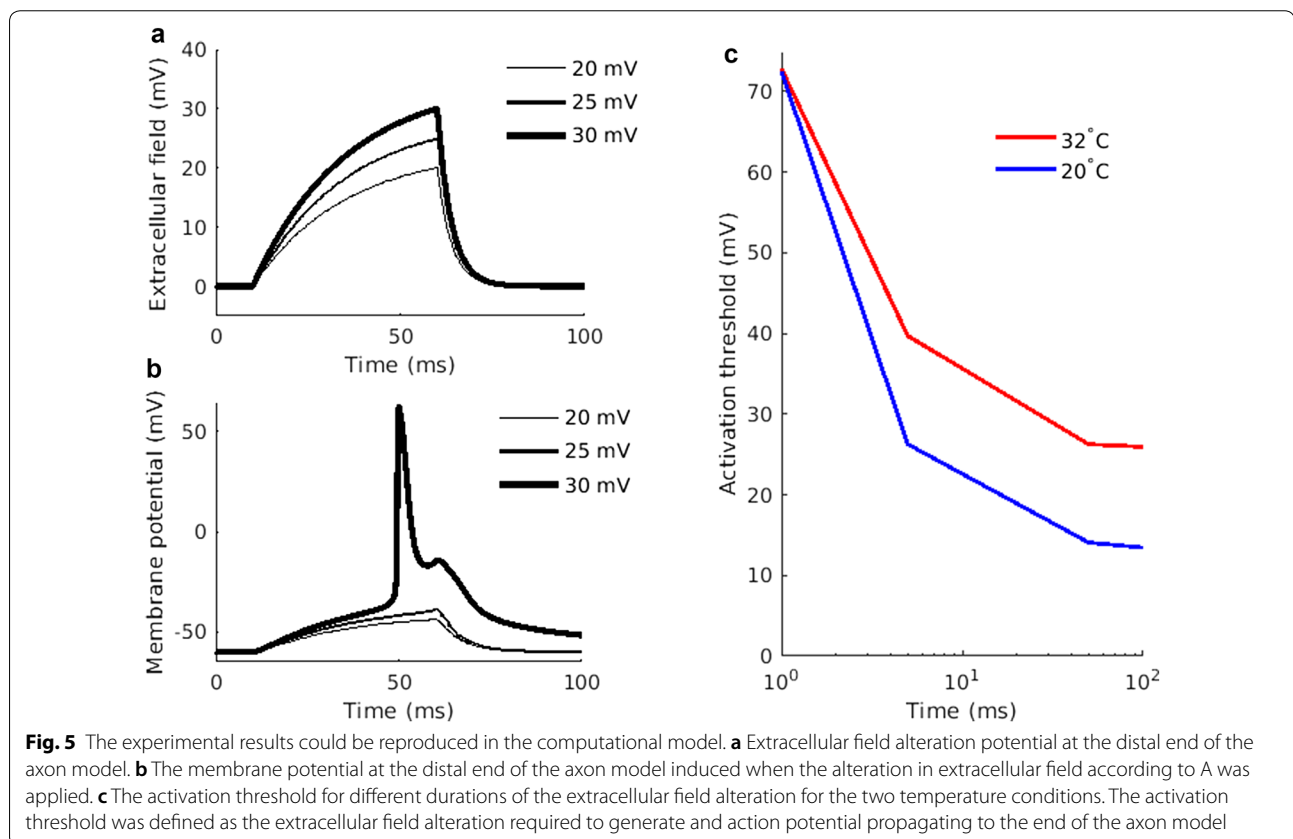 a
40
30
20
10
0
Extracellular field (mV)
20 mV
25 mV
30 mV
0
50
100
Time (ms)
b
50
0
-50
Membrane potential (mV)
20 mV
25 mV
30 mV
0
50
100
Time (ms)
c
70
60
50
40
30
20
10
0
Activation threshold (mV)
32°C
20°C
10⁰
10¹
10²
Time (ms)
Fig. 5 The experimental results could be reproduced in the computational model. a Extracellular field alteration potential at the distal end of the
axon model. b The membrane potential at the distal end of the axon model induced when the alteration in extracellular field according to A was
applied. c The activation threshold for different durations of the extracellular field alteration for the two temperature conditions. The activation
threshold was defined as the extracellular field alteration required to generate and action potential propagating to the end of the axon model